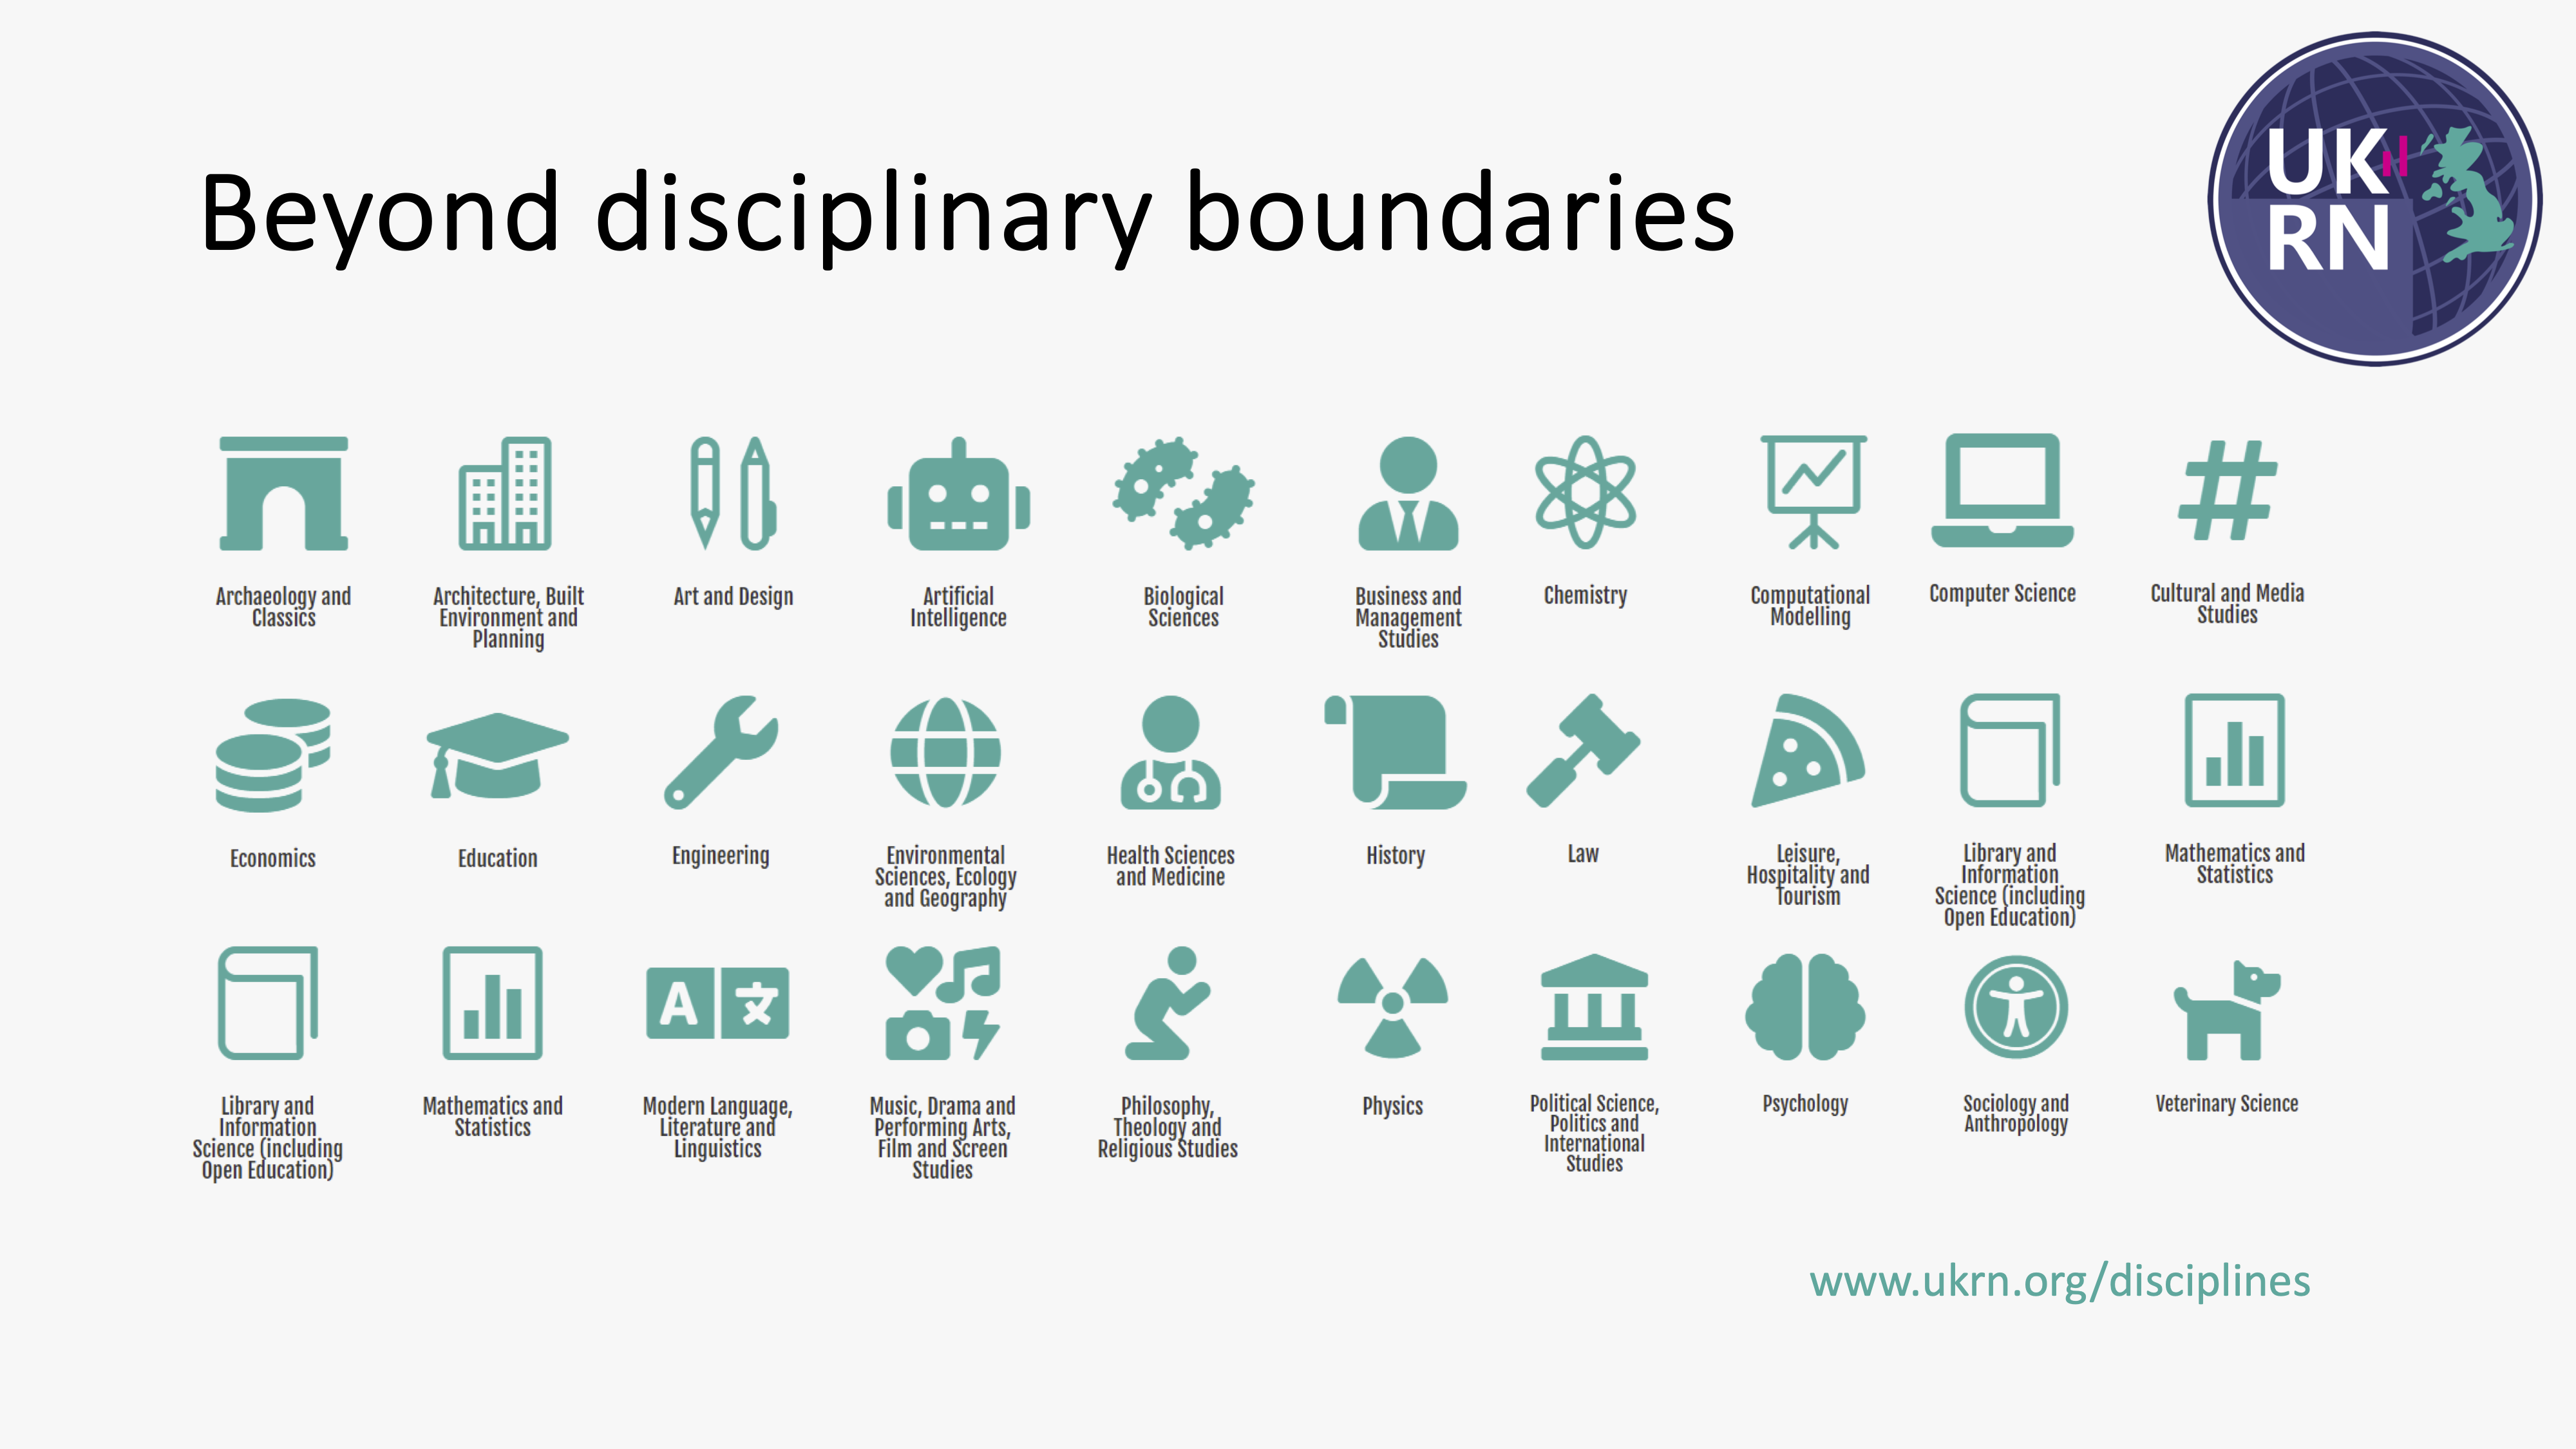 Beyond disciplinary boundaries
UK
RN
Archaeology and
Classics
Architecture, Built
Environment and
Planning
Art and Design
Artificial
Intelligence
Biological
Sciences
Business and
Management
Studies
Chemistry
Computational
Modelling
Computer Science
#
Cultural and Media
Studies
Economics
Education
Engineering
Environmental
Sciences, Ecology
and Geography
Health Sciences
and Medicine
History
Law
Leisure,
Hospitality and
Tourism
Library and
Information
Science (including
Open Education)
Mathematics and
Statistics
Library and
Information
Science (including
Open Education)
Mathematics and
Statistics
A 文
Modern Language,
Literature and
Linguistics
Music, Drama and
Performing Arts,
Film and Screen
Studies
Philosophy,
Theology and
Religious Studies
Physics
Political Science,
Politics and
International
Studies
Psychology
Sociology and
Anthropology
Veterinary Science
www.ukrn.org/disciplines